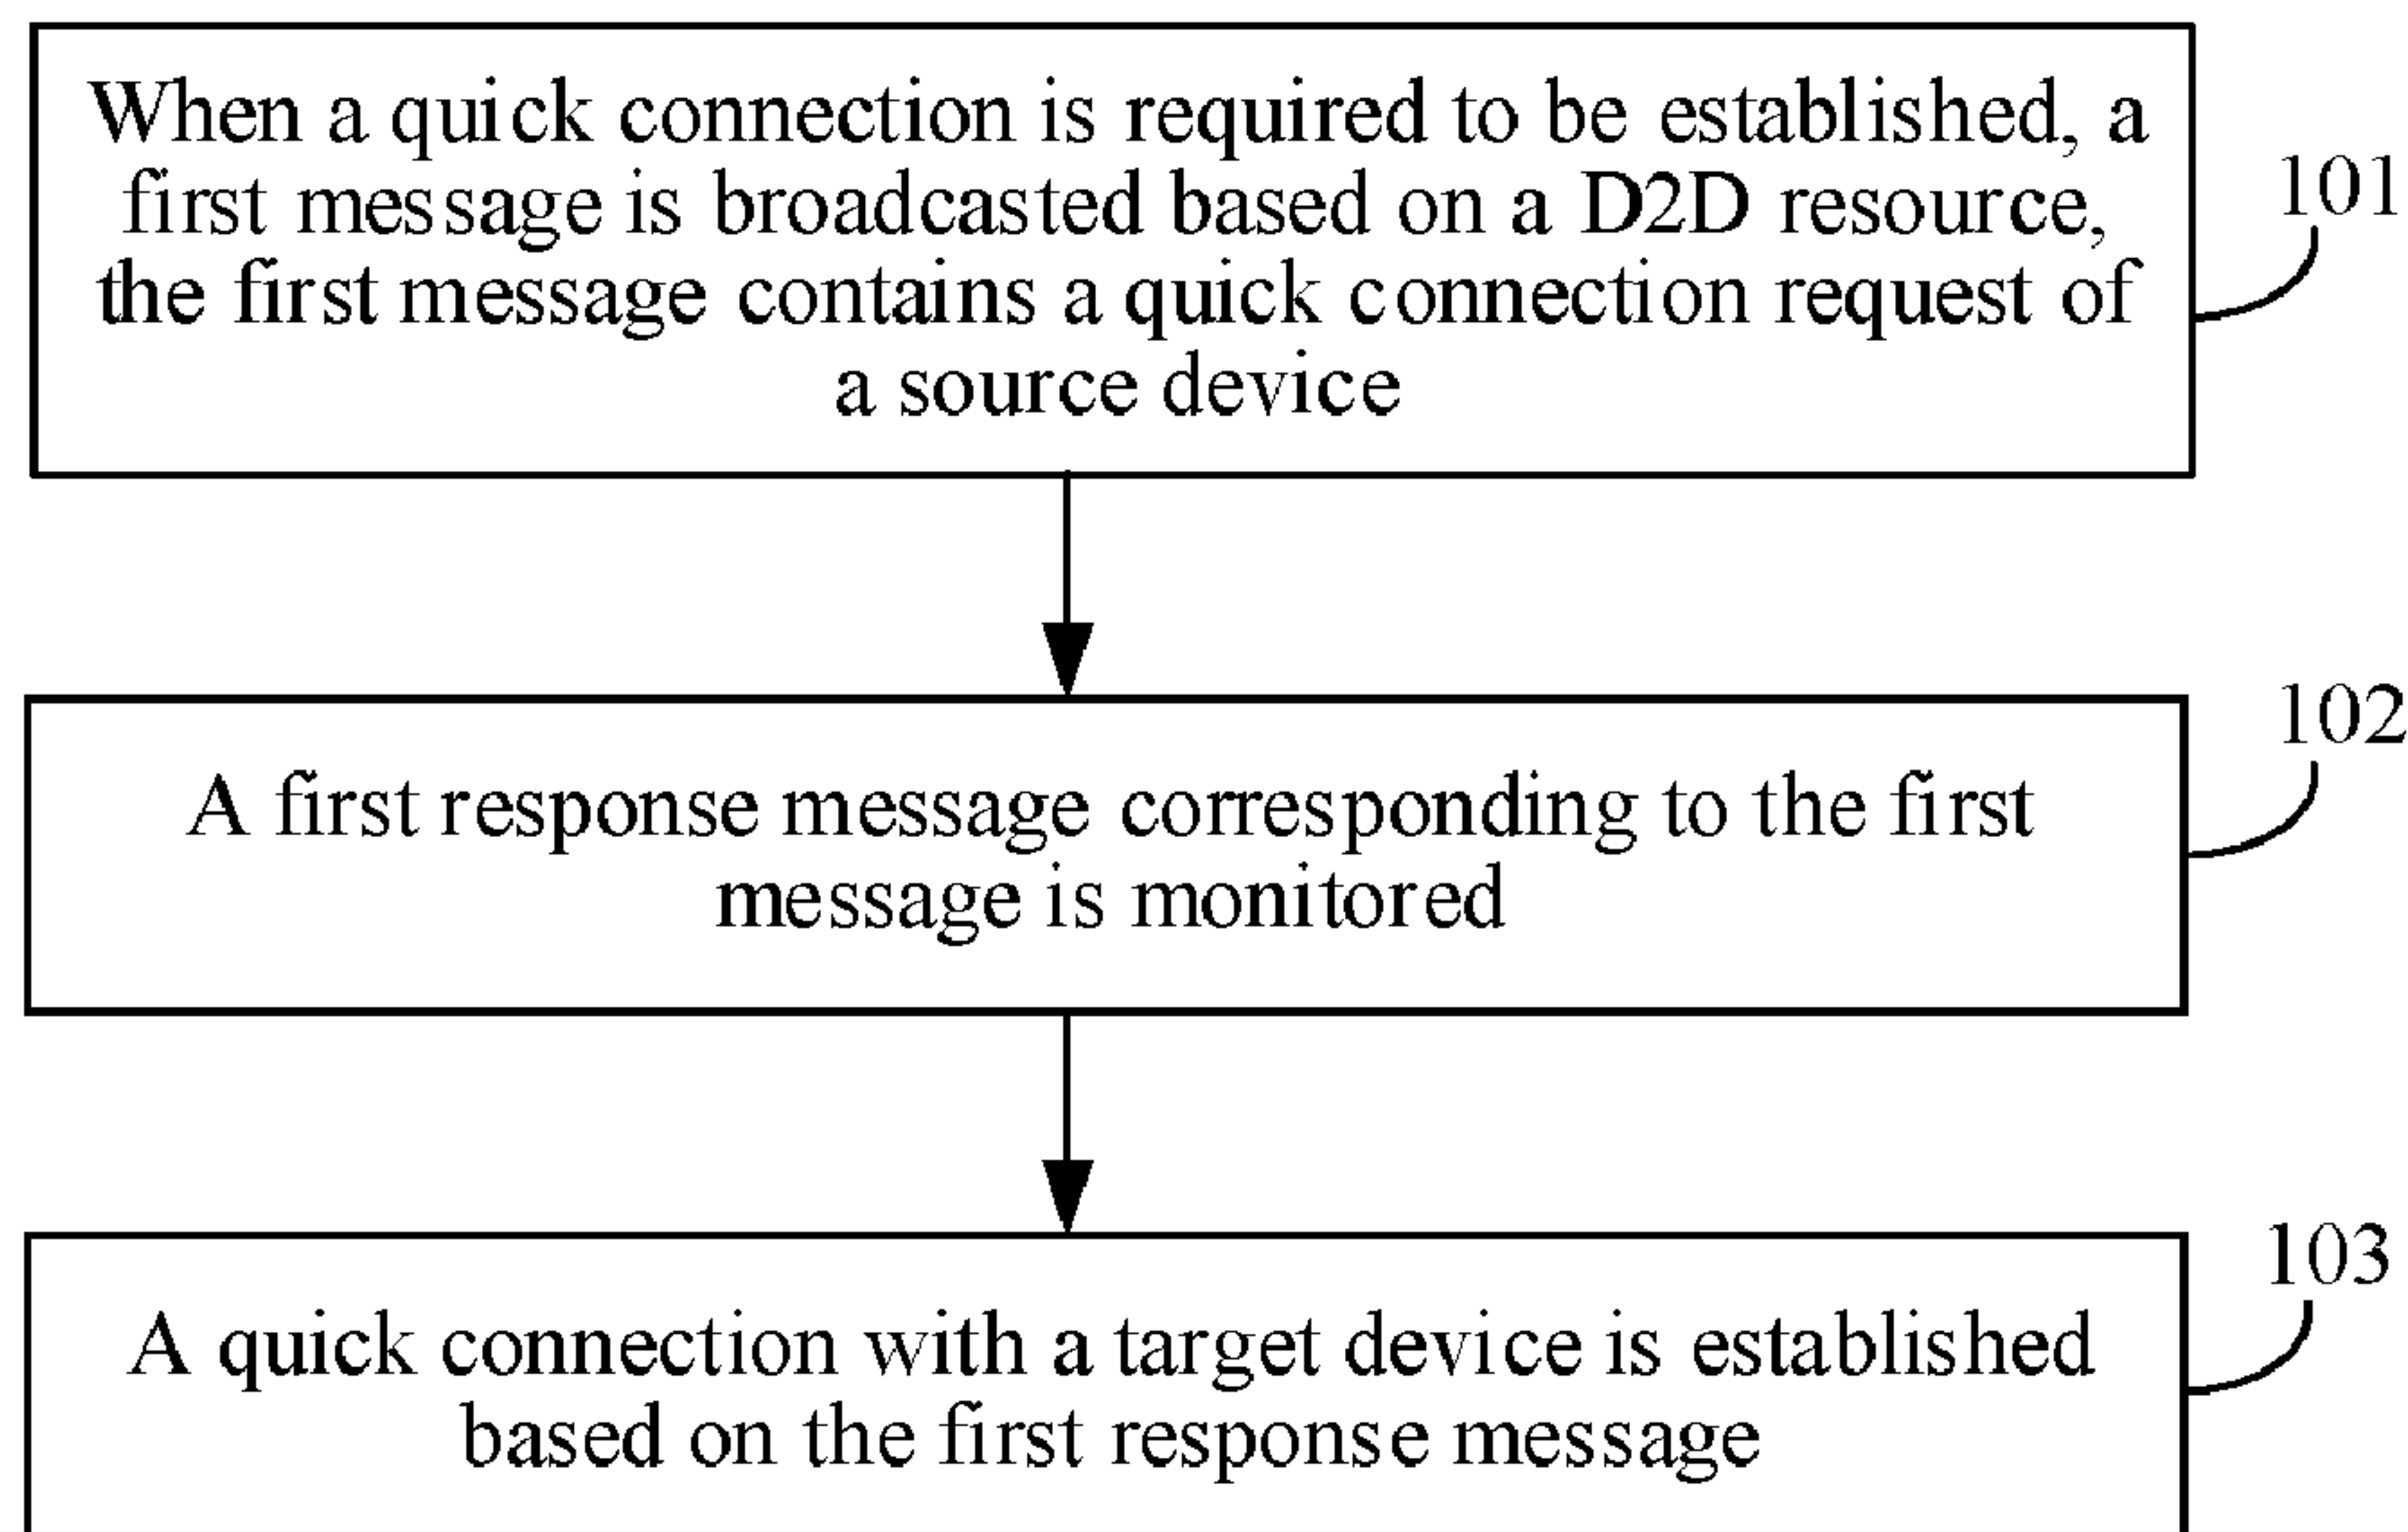 When a quick connection is required to be established, a
first message is broadcasted based on a D2D resource,
the first message contains a quick connection request of
a source device
101
A first response message corresponding to the first
message is monitored
102
A quick connection with a target device is established
based on the first response message
103